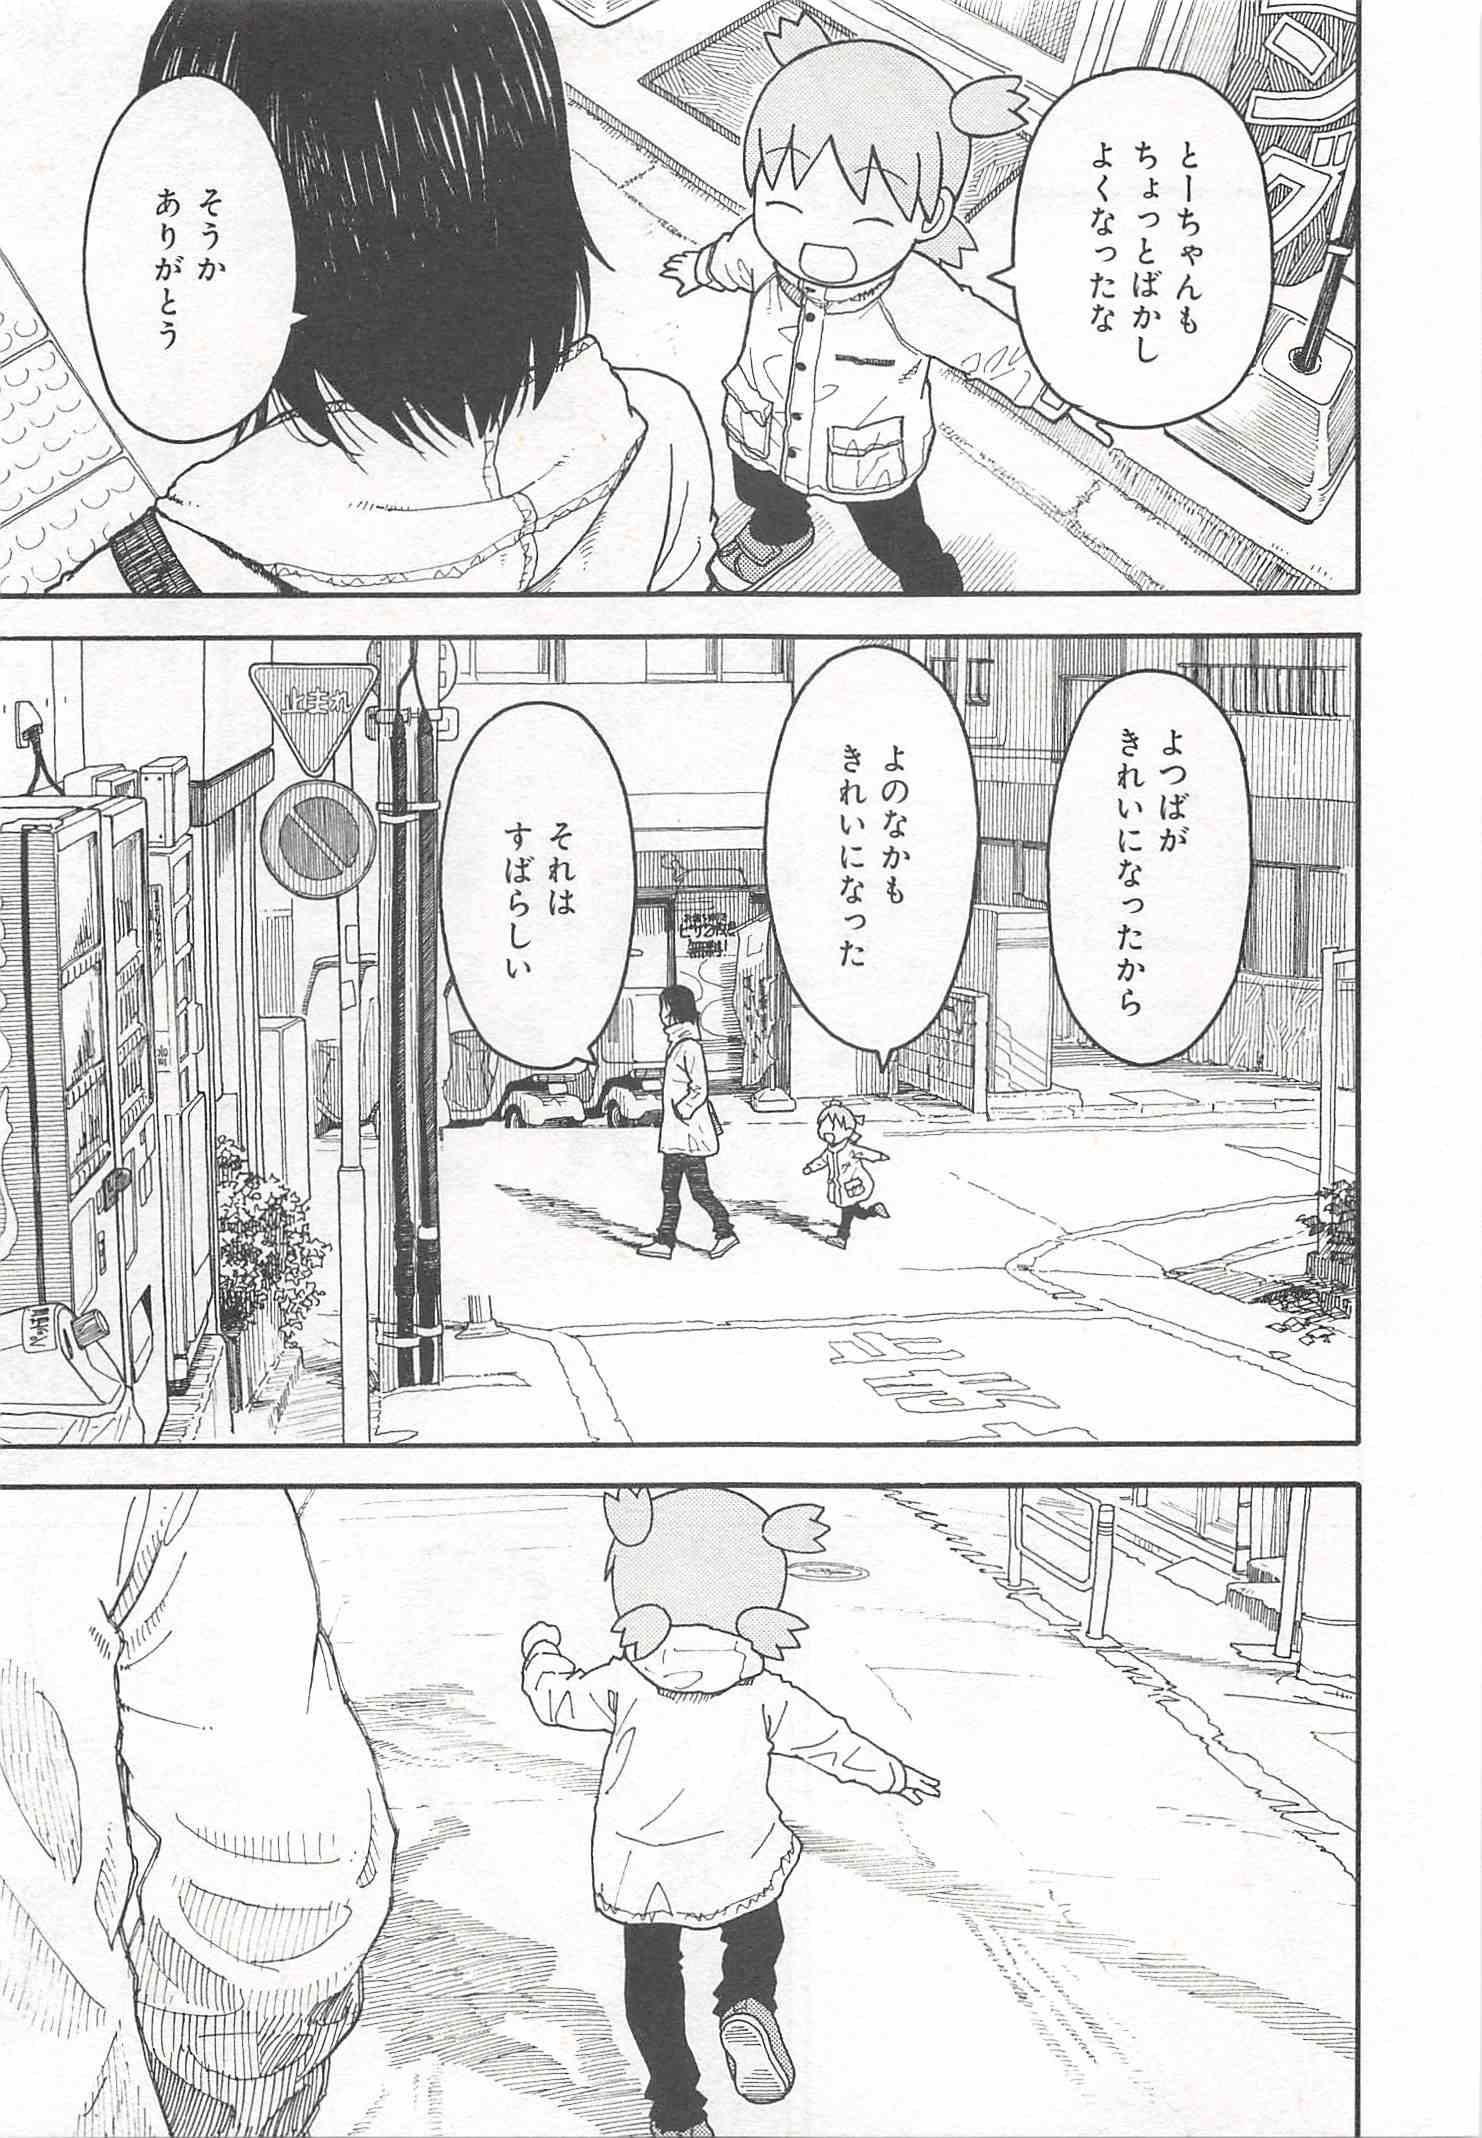 とーちゃんも
ちょっとばかし
よくなったな
そうか
ありがとう
よつばが
きれいになったから
よのなかも
きれいになった
それは
すばらしい
止まれ
無料!